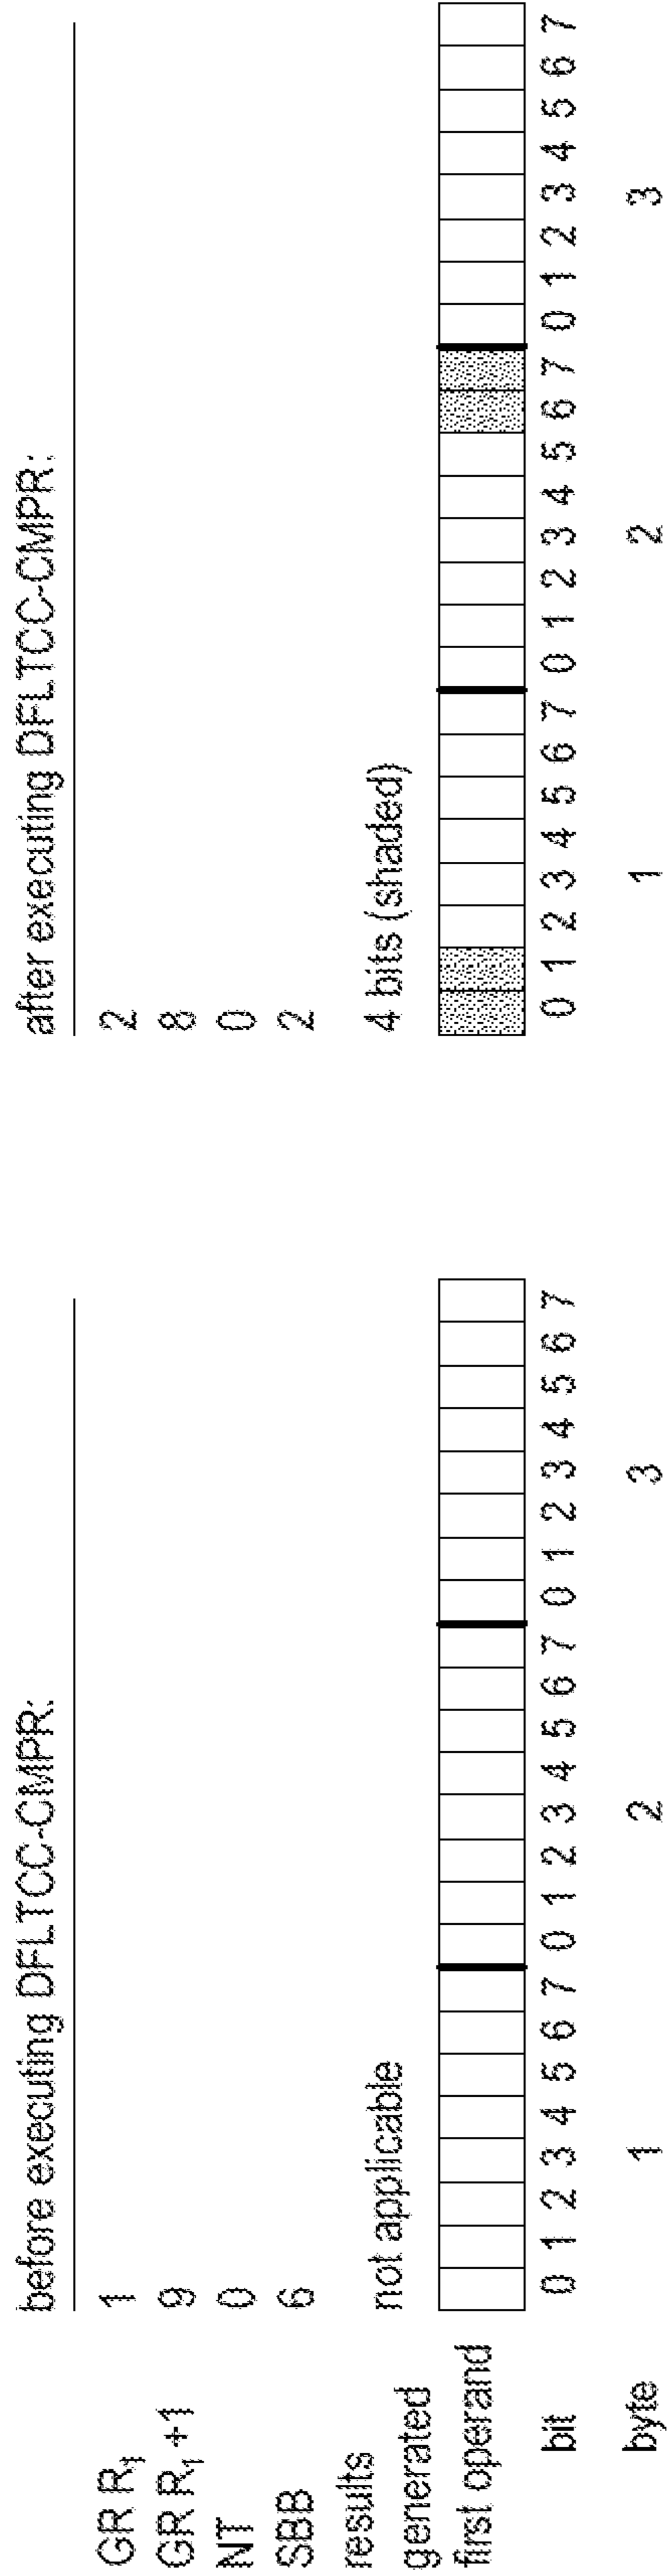 before executing DFLTCC-CMPR: after executing DFLTCC-CMPR:
GR R₁ 1 2
GR R₁ +1 9 8
NT 0 0
SBB 6 2
results
generated not applicable 4 bits (shaded)
first operand
bit 0 1 2 3 4 5 6 7 0 1 2 3 4 5 6 7 0 1 2 3 4 5 6 7 0 1 2 3 4 5 6 7 0 1 2 3 4 5 6 7 0 1 2 3 4 5 6 7
byte 1 2 3 1 2 3